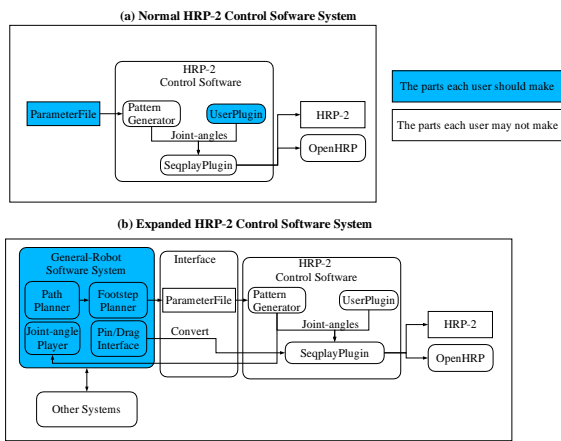 (a) Normal HRP-2 Control Sofware System
HRP-2
Control Software
ParameterFile
Pattern
Generator
UserPlugin
Joint-angles
SeqplayPlugin
HRP-2
OpenHRP
The parts each user should make
The parts each user may not make
(b) Expanded HRP-2 Control Software System
General-Robot
Software System
Path
Planner
Footstep
Planner
Joint-angle
Player
Pin/Drag
Interface
Interface
ParameterFile
Convert
HRP-2
Control Software
Pattern
Generator
UserPlugin
Joint-angles
SeqplayPlugin
HRP-2
OpenHRP
Other Systems